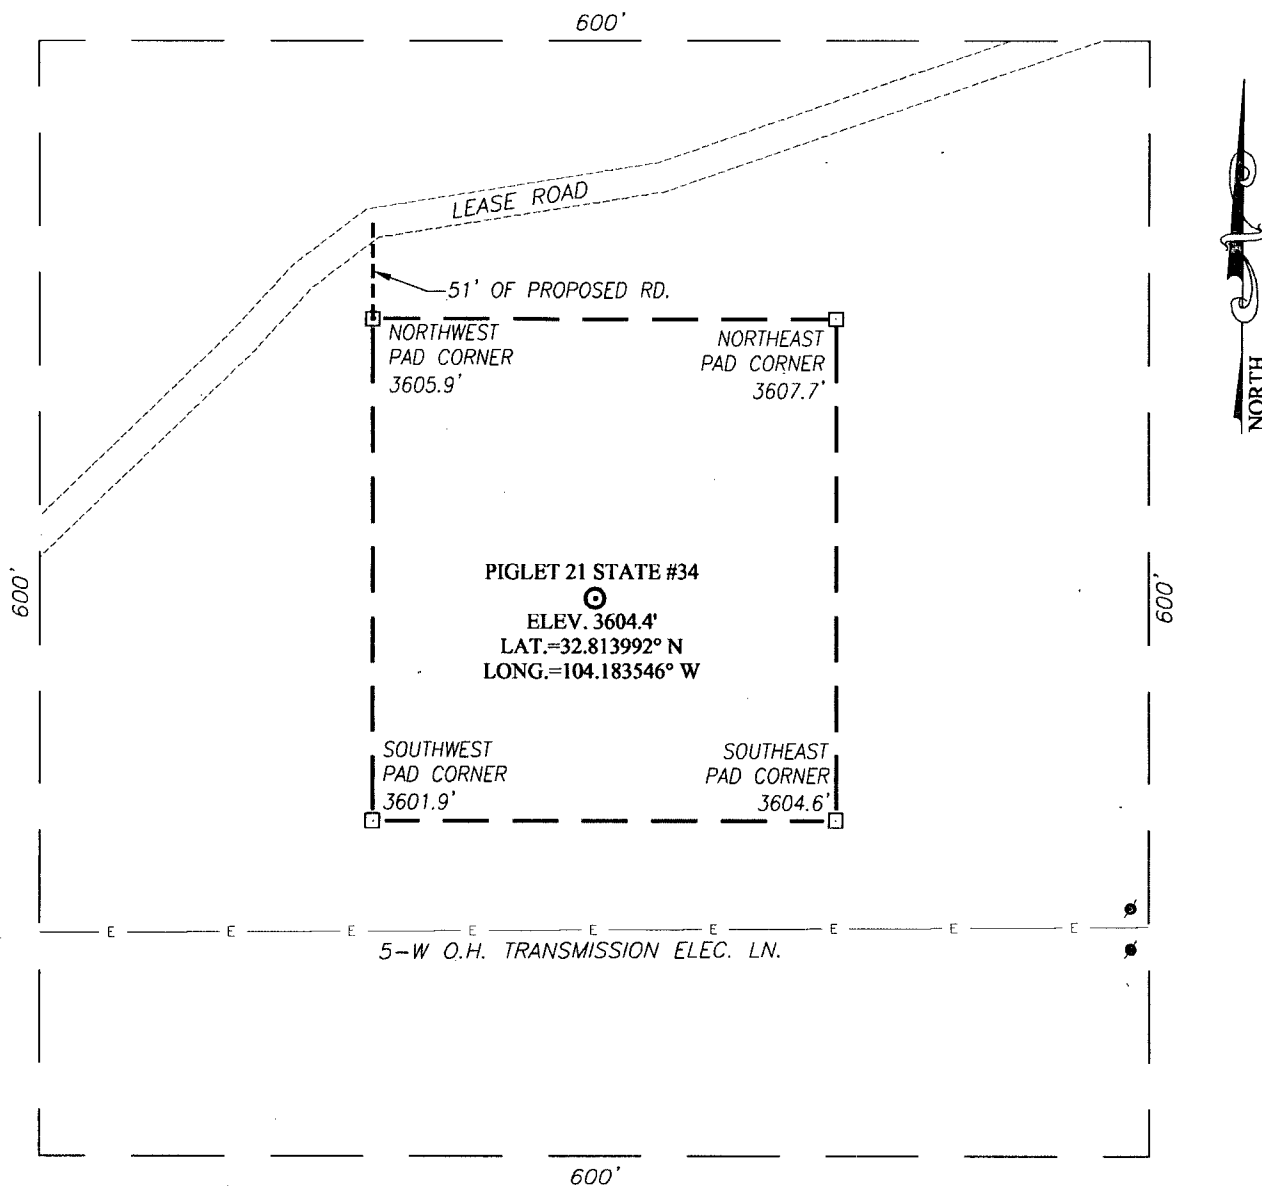 600'
LEASE ROAD
51' OF PROPOSED RD.
NORTHWEST
PAD CORNER
3605.9'
NORTHEAST
PAD CORNER
3607.7'
NORTH
PIGLET 21 STATE #34
ELEV. 3604.4'
LAT.=32.813992° N
LONG.=104.183546° W
600'
600'
SOUTHWEST
PAD CORNER
3601.9'
SOUTHEAST
PAD CORNER
3604.6'
E E E E E E E E E
5-W O.H. TRANSMISSION ELEC. LN.
600'